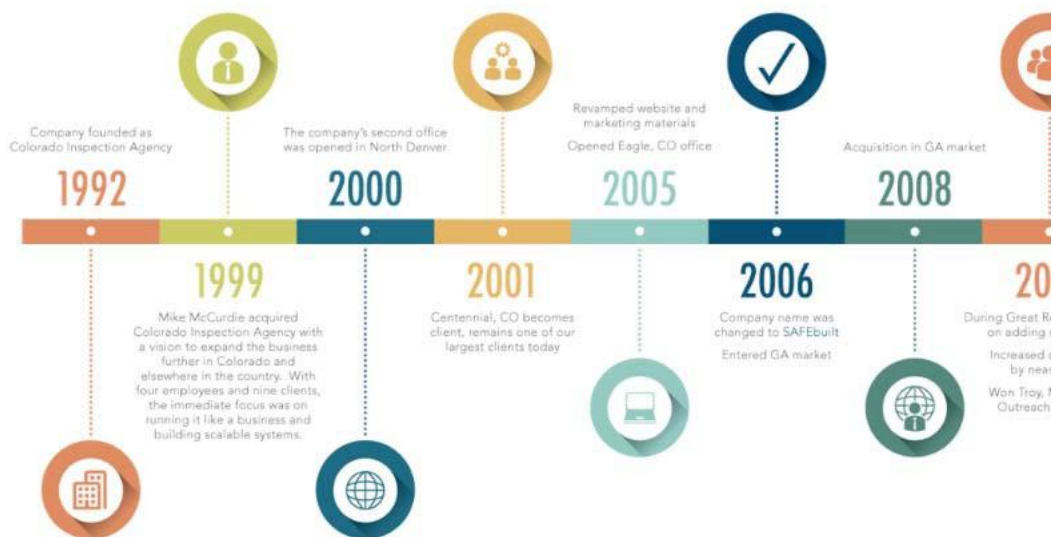 Company founded as
Colorado Inspection Agency
1992
1999
Mike McCurdie acquired
Colorado Inspection Agency with
a vision to expand the business
further in Colorado and
elsewhere in the country. With
four employees and nine clients,
the immediate focus was on
running it like a business and
building scalable systems.
The company's second office
was opened in North Denver
2000
2001
Centennial, CO becomes
client, remains one of our
largest clients today
Revamped website and
marketing materials
Opened Eagle, CO office
2005
2006
Company name was
changed to SAFEbuilt
Entered GA market
Acquisition in GA market
2008
During Great
on adding
Increased
Won Troy,
Outreach